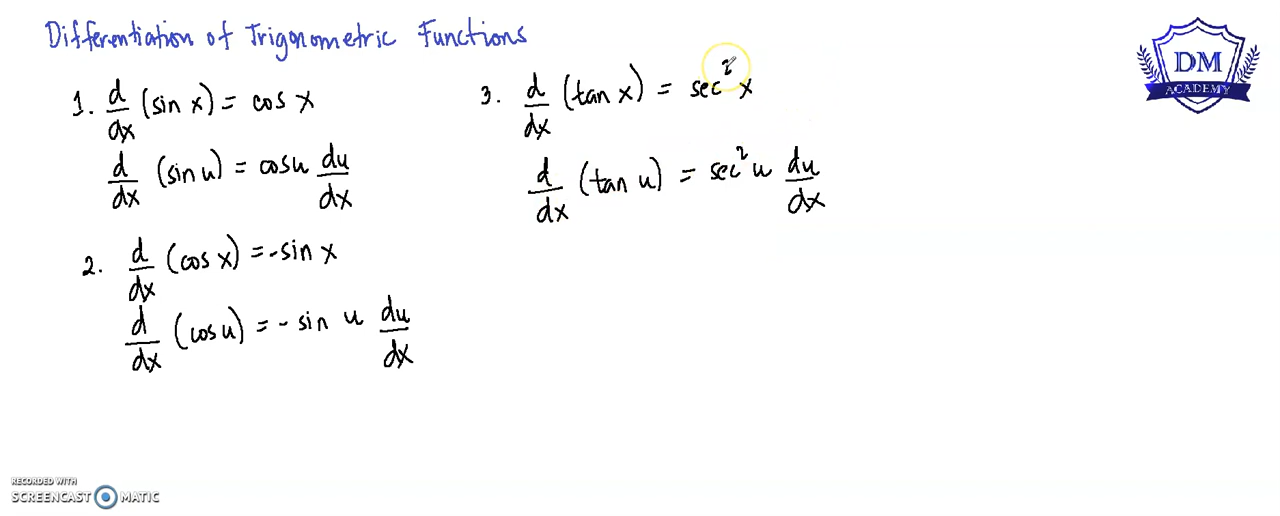 Differentiation of Trigonometric Functions
1. d/dx (sin x) = cos x
d/dx (sin u) = cosu du/dx
2. d/dx (cos x) = -sin x
d/dx (cos u) = - sin u du/dx
3. d/dx (tan x) = sec² x
d/dx (tan u) = sec² u du/dx
DM
ACADEMY
RECORDED WITH
SCREENCAST MATIC